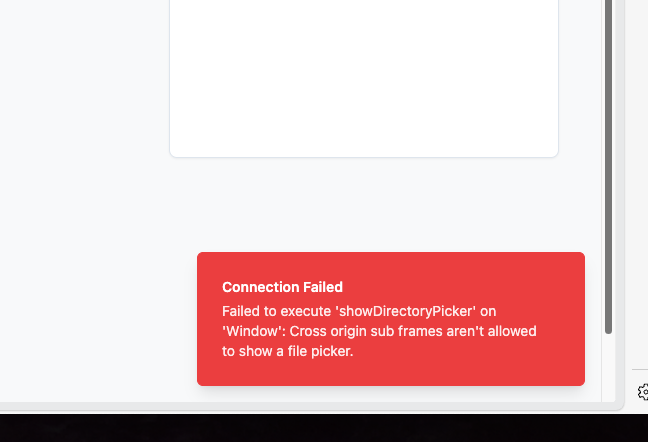 Connection Failed
Failed to execute 'showDirectoryPicker' on
'Window': Cross origin sub frames aren't allowed
to show a file picker.